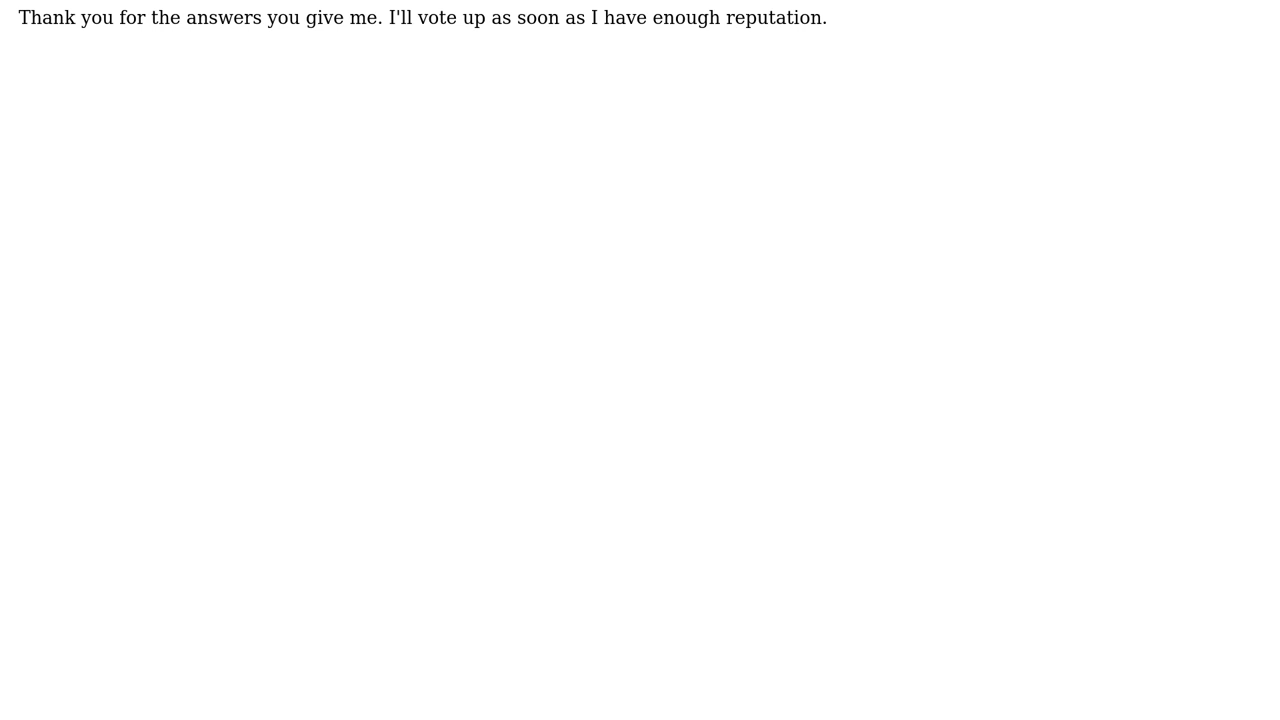 Thank you for the answers you give me. I'll vote up as soon as I have enough reputation.